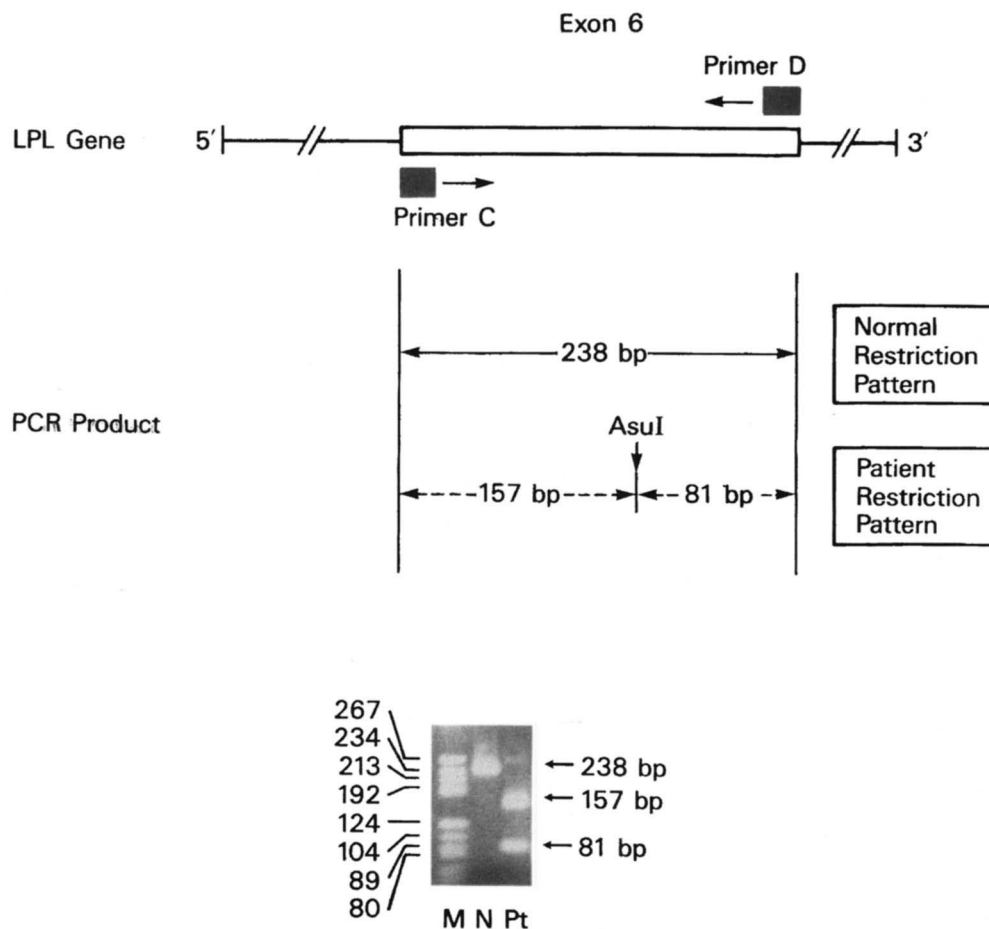 Exon 6
Primer D
LPL Gene 5′ 3′
Primer C
238 bp
Normal
Restriction
Pattern
PCR Product
AsuI
157 bp 81 bp
Patient
Restriction
Pattern
267
234
213
192
124
104
89
80
238 bp
157 bp
81 bp
M N Pt